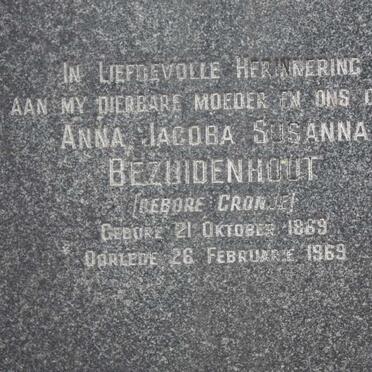 In Liefdevolle Herinnering
aan my dierbare moeder en ons
Anna Jacoba Susanna
Bezuidenhout
(gebore Cronje)
Gebore 21 Oktober 1869
Oorlede 26 Februarie 1969